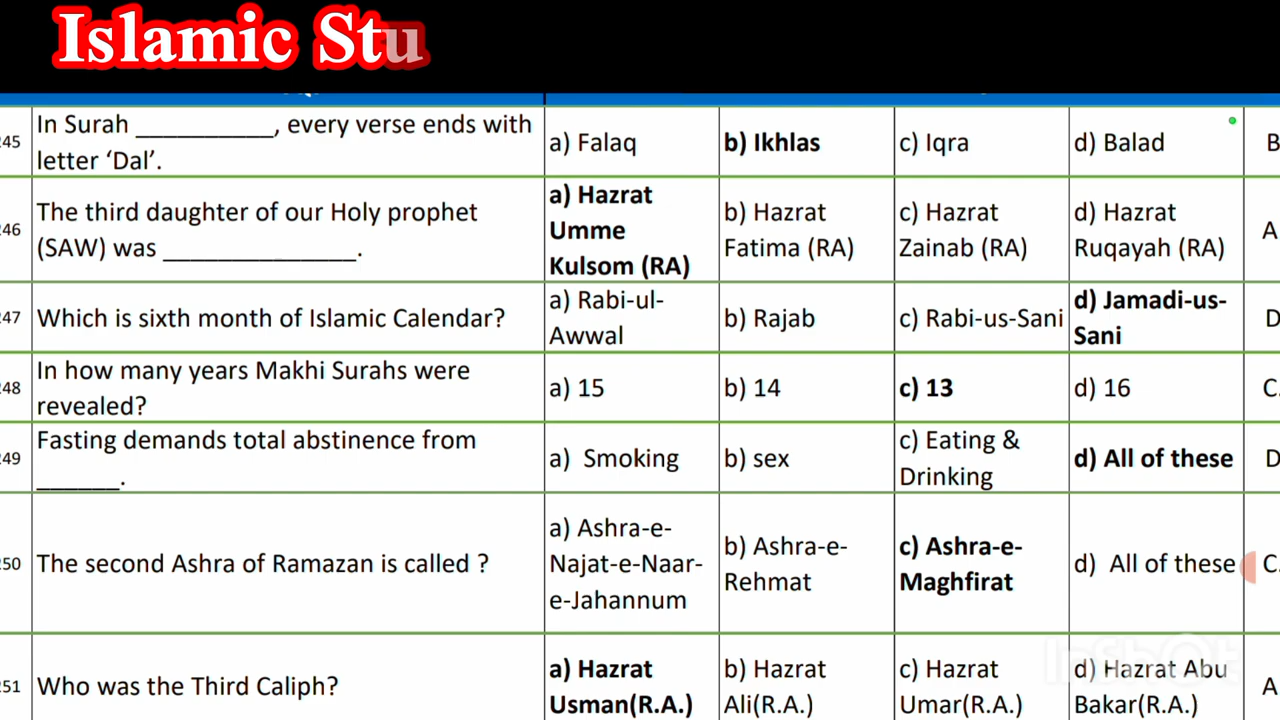 Islamic Stu
245 In Surah __________, every verse ends with letter ‘Dal’. a) Falaq b) Ikhlas c) Iqra d) Balad B
246 The third daughter of our Holy prophet (SAW) was ______________. a) Hazrat Umme Kulsom (RA) b) Hazrat Fatima (RA) c) Hazrat Zainab (RA) d) Hazrat Ruqayah (RA) A
247 Which is sixth month of Islamic Calendar? a) Rabi-ul-Awwal b) Rajab c) Rabi-us-Sani d) Jamadi-us-Sani D
248 In how many years Makhi Surahs were revealed? a) 15 b) 14 c) 13 d) 16 C.
249 Fasting demands total abstinence from ______. a) Smoking b) sex c) Eating & Drinking d) All of these D
250 The second Ashra of Ramazan is called ? a) Ashra-e-Najat-e-Naar-e-Jahannum b) Ashra-e-Rehmat c) Ashra-e-Maghfirat d) All of these C.
251 Who was the Third Caliph? a) Hazrat Usman(R.A.) b) Hazrat Ali(R.A.) c) Hazrat Umar(R.A.) d) Hazrat Abu Bakar(R.A.) A
InShOt